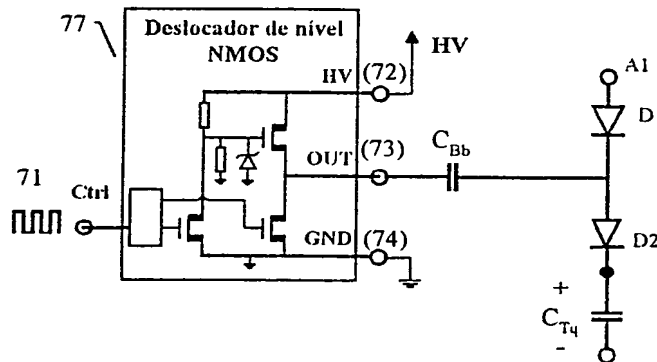 77
Deslocador de nível
NMOS
HV (72)
HV
A1
D
OUT (73)
C_Bb
71
Ctrl
D2
GND (74)
+
C_Tq
-